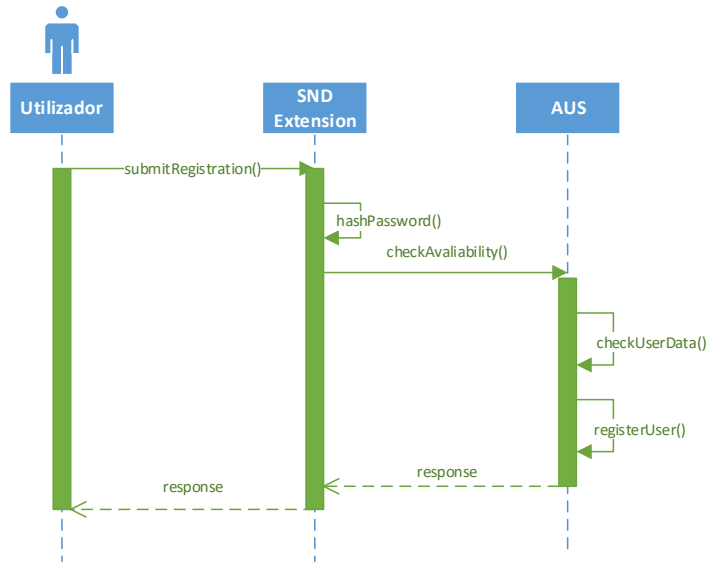 Utilizador
SND
Extension
AUS
submitRegistration()
hashPassword()
checkAvaliability()
checkUserData()
registerUser()
response
response